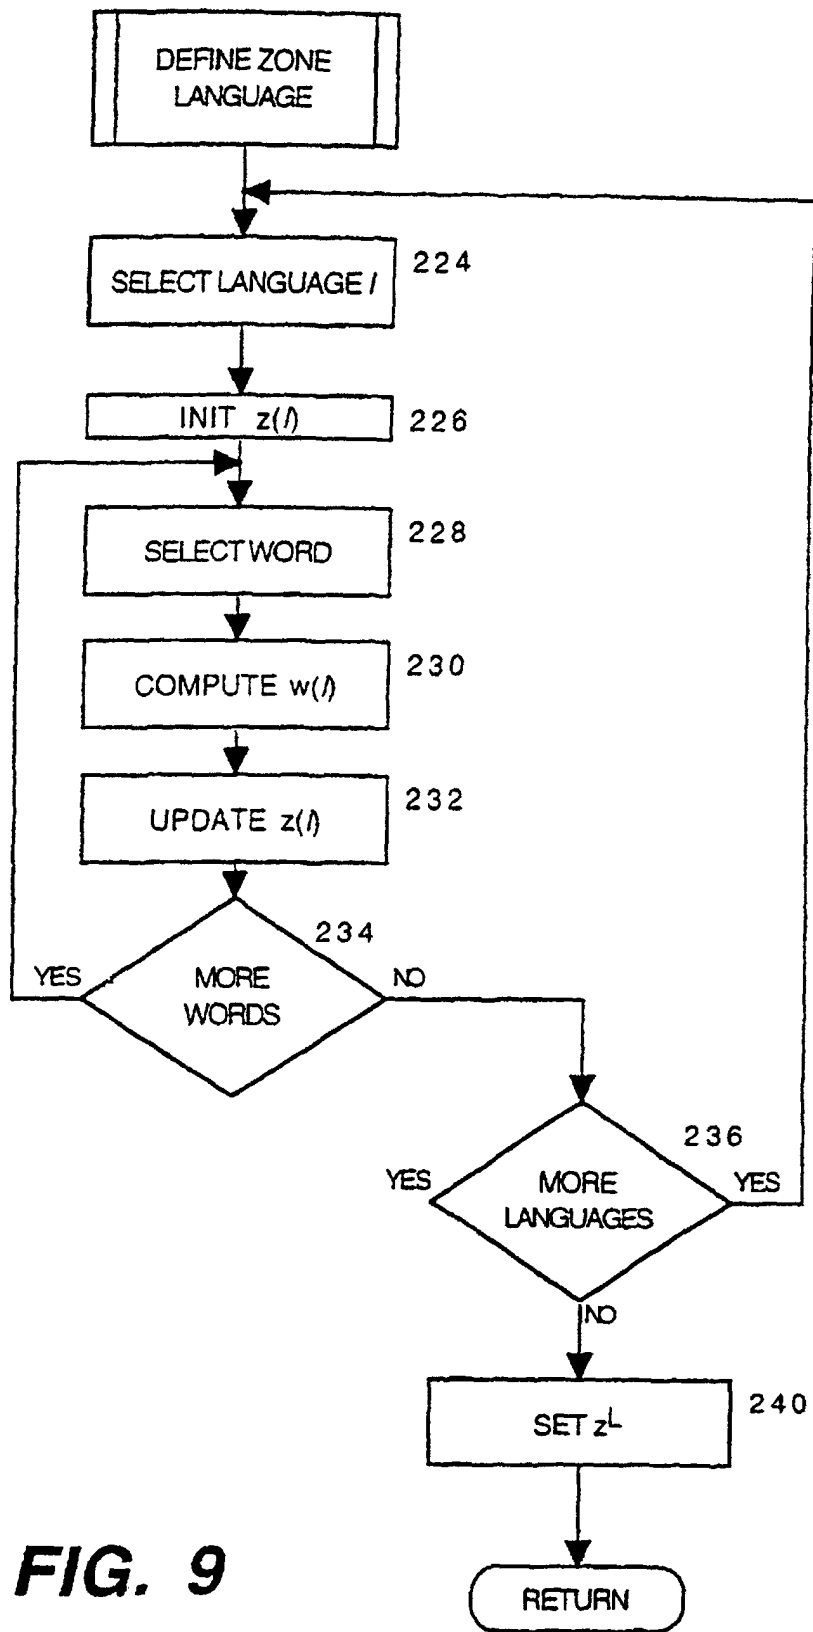 DEFINE ZONE
LANGUAGE
SELECT LANGUAGE l
224
INIT z(l)
226
SELECT WORD
228
COMPUTE w(l)
230
UPDATE z(l)
232
234
YES
MORE
WORDS
NO
236
YES
MORE
LANGUAGES
YES
NO
SET z^L
240
RETURN
FIG. 9